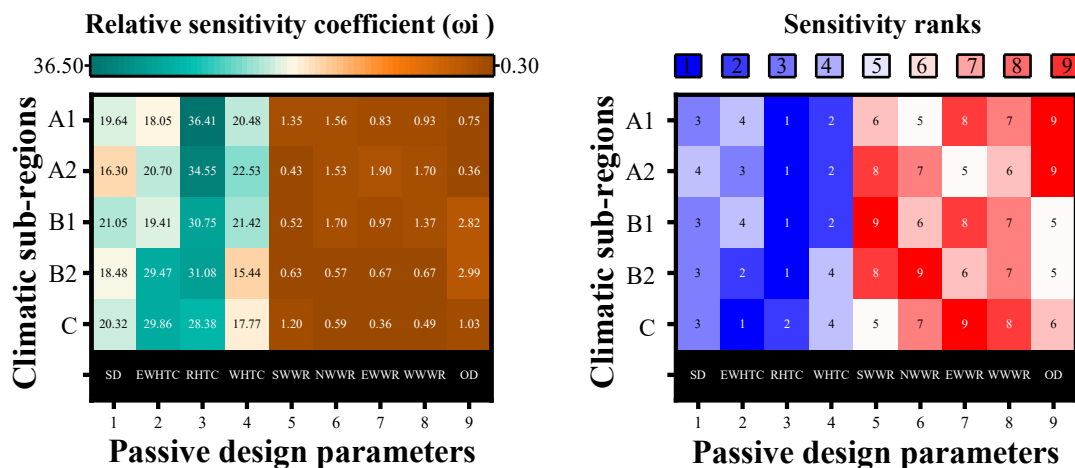 Relative sensitivity coefficient (ωi )
36.50 0.30
Climatic sub-regions
A1 19.64 18.05 36.41 20.48 1.35 1.56 0.83 0.93 0.75
A2 16.30 20.70 34.55 22.53 0.43 1.53 1.90 1.70 0.36
B1 21.05 19.41 30.75 21.42 0.52 1.70 0.97 1.37 2.82
B2 18.48 29.47 31.08 15.44 0.63 0.57 0.67 0.67 2.99
C 20.32 29.86 28.38 17.77 1.20 0.59 0.36 0.49 1.03
SD EWHTC RHTC WHTC SWWR NWWR EWWR WWWR OD
1 2 3 4 5 6 7 8 9
Passive design parameters
Sensitivity ranks
1 2 3 4 5 6 7 8 9
Climatic sub-regions
A1 3 4 1 2 6 5 8 7 9
A2 4 3 1 2 8 7 5 6 9
B1 3 4 1 2 9 6 8 7 5
B2 3 2 1 4 8 9 6 7 5
C 3 1 2 4 5 7 9 8 6
SD EWHTC RHTC WHTC SWWR NWWR EWWR WWWR OD
1 2 3 4 5 6 7 8 9
Passive design parameters